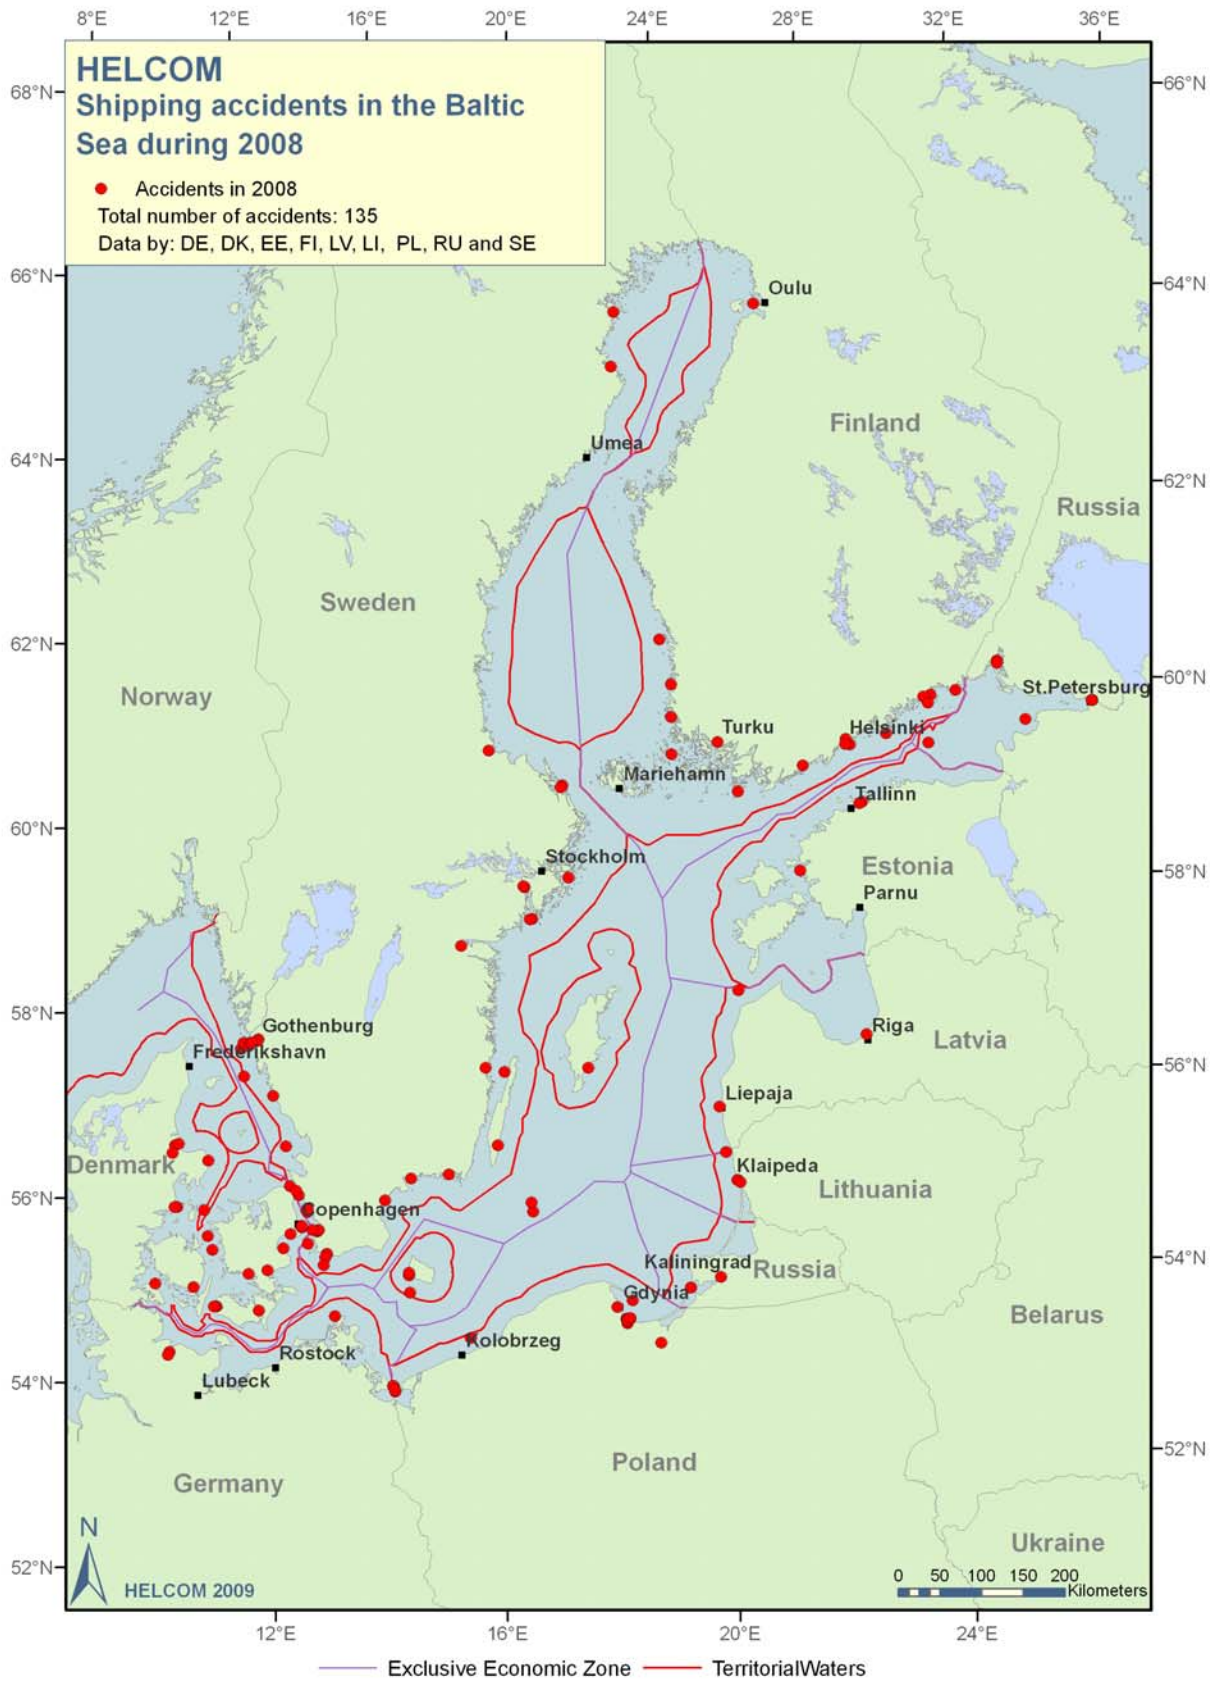 8°E 12°E 16°E 20°E 24°E 28°E 32°E 36°E
HELCOM
Shipping accidents in the Baltic
Sea during 2008
Accidents in 2008
Total number of accidents: 135
Data by: DE, DK, EE, FI, LV, LI, PL, RU and SE
68°N
66°N
66°N
64°N
Oulu
Umea
Finland
64°N
62°N
Russia
Sweden
62°N
60°N
Norway
St.Petersburg
Turku
Helsinki
Mariehamn
Tallinn
60°N
Stockholm
Estonia
58°N
Parnu
58°N
Gothenburg
Riga
Frederikshavn
Latvia
56°N
Liepaja
Denmark
Klaipeda
Lithuania
56°N
Copenhagen
54°N
Kaliningrad
Russia
Gdynia
Belarus
Kolobrzeg
Rostock
54°N
Lubeck
52°N
Poland
Germany
N
Ukraine
52°N
HELCOM 2009
0 50 100 150 200
Kilometers
12°E 16°E 20°E 24°E
Exclusive Economic Zone TerritorialWaters